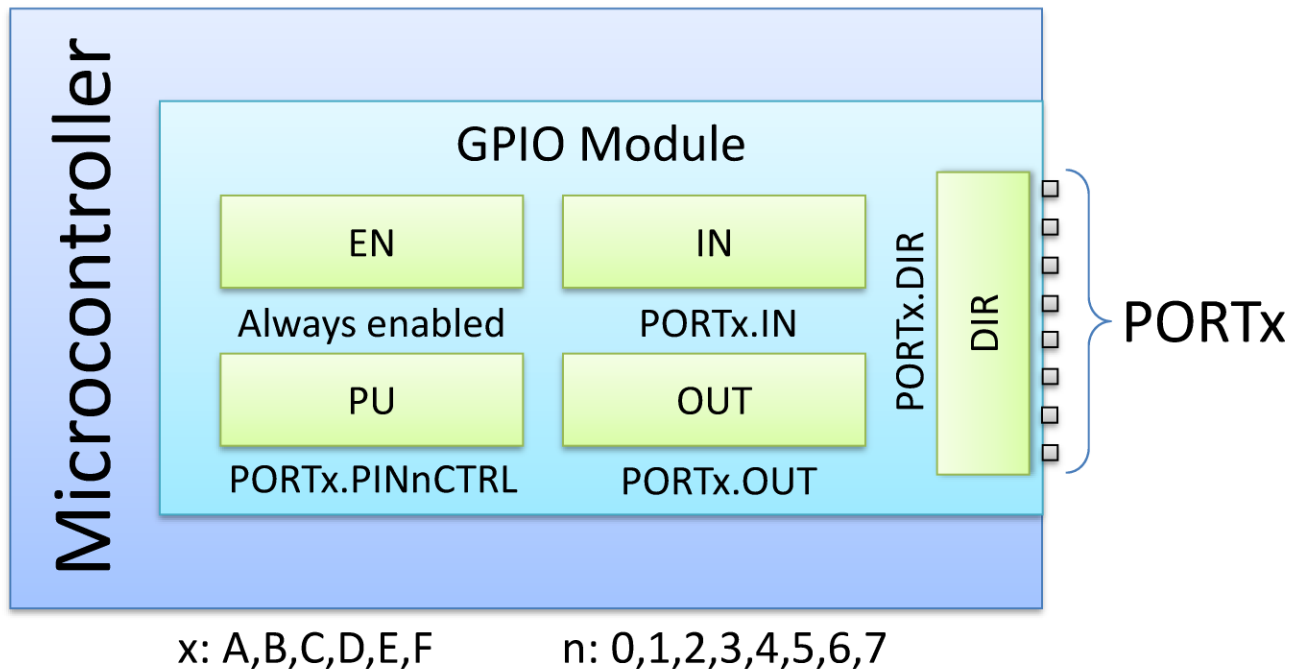 Microcontroller
GPIO Module
EN
IN
Always enabled
PORTx.IN
PU
OUT
PORTx.PINnCTRL
PORTx.OUT
PORTx.DIR
DIR
PORTx
x: A,B,C,D,E,F
n: 0,1,2,3,4,5,6,7